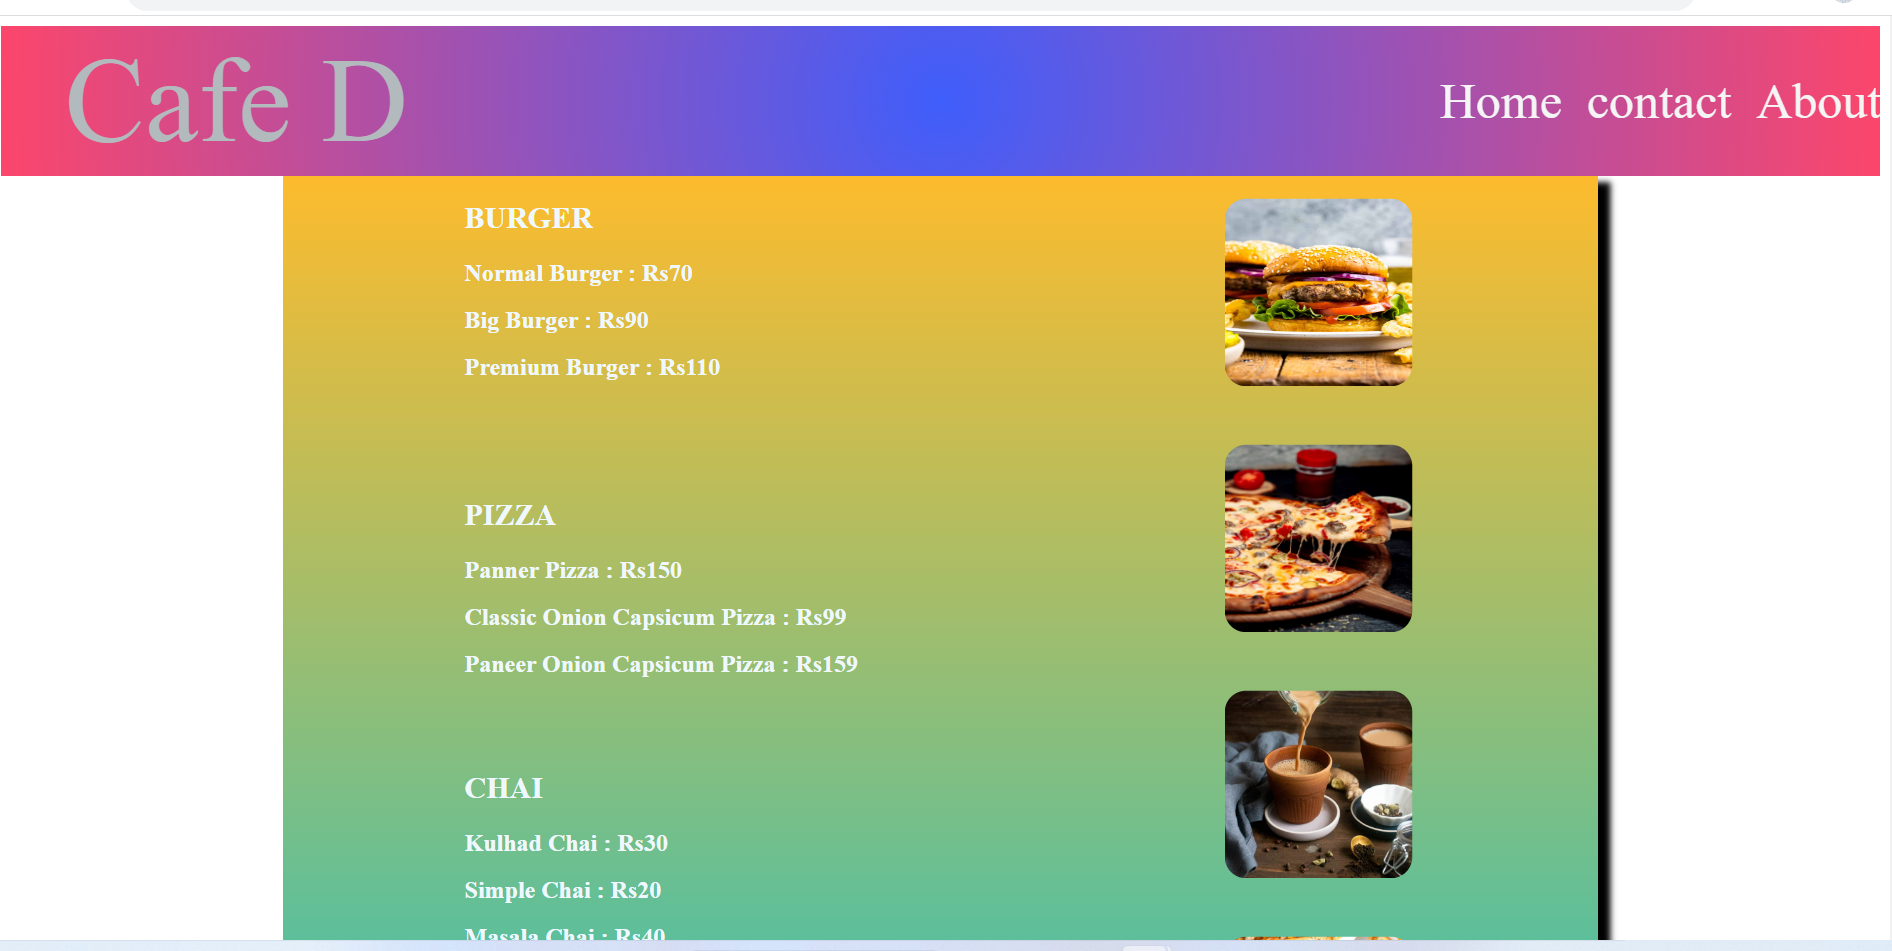 Cafe D
Home contact About
BURGER
Normal Burger : Rs70
Big Burger : Rs90
Premium Burger : Rs110
PIZZA
Panner Pizza : Rs150
Classic Onion Capsicum Pizza : Rs99
Paneer Onion Capsicum Pizza : Rs159
CHAI
Kulhad Chai : Rs30
Simple Chai : Rs20
Masala Chai : Rs40